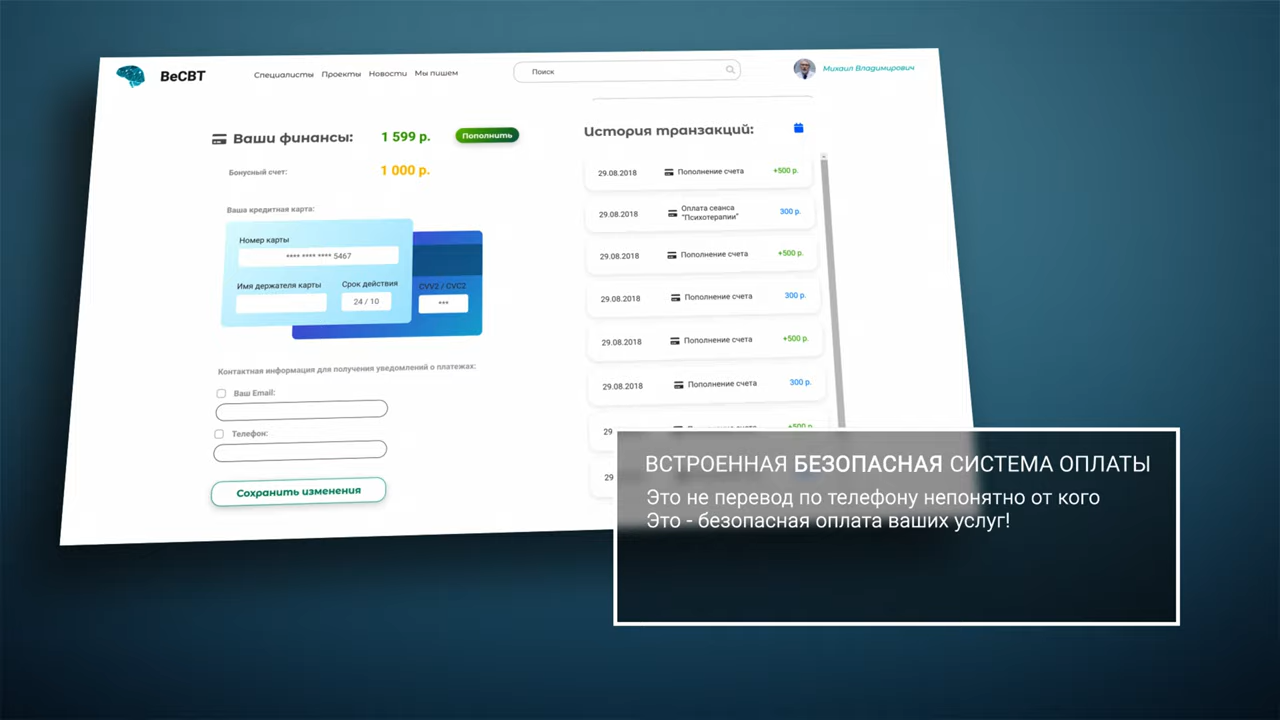 BeCBT
Специалисты Проекты Новости Мы пишем
Поиск
Михаил Владимирович
Ваши финансы: 1 599 р. Пополнить
Бонусный счет: 1 000 р.
Ваша кредитная карта:
Номер карты
**** **** **** 5467
Имя держателя карты Срок действия CVV2 / CVC2
24 / 10 ***
Контактная информация для получения уведомлений о платежах:
Ваш Email:
Телефон:
Сохранить изменения
История транзакций:
29.08.2018 Пополнение счета +500 р.
29.08.2018 Оплата сеанса "Психотерапии" 300 р.
29.08.2018 Пополнение счета +500 р.
29.08.2018 Пополнение счета 300 р.
29.08.2018 Пополнение счета +500 р.
29.08.2018 Пополнение счета 300 р.
29
29
ВСТРОЕННАЯ БЕЗОПАСНАЯ СИСТЕМА ОПЛАТЫ
Это не перевод по телефону непонятно от кого
Это - безопасная оплата ваших услуг!